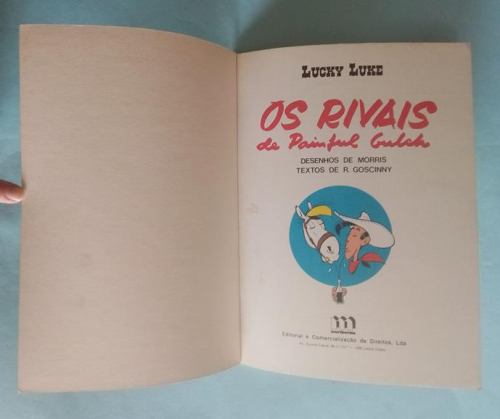 LUCKY LUKE
OS RIVAIS
de Painful Gulch
DESENHOS DE MORRIS
TEXTOS DE R. GOSCINNY
Editorial e Comercialização de Direitos, Lda